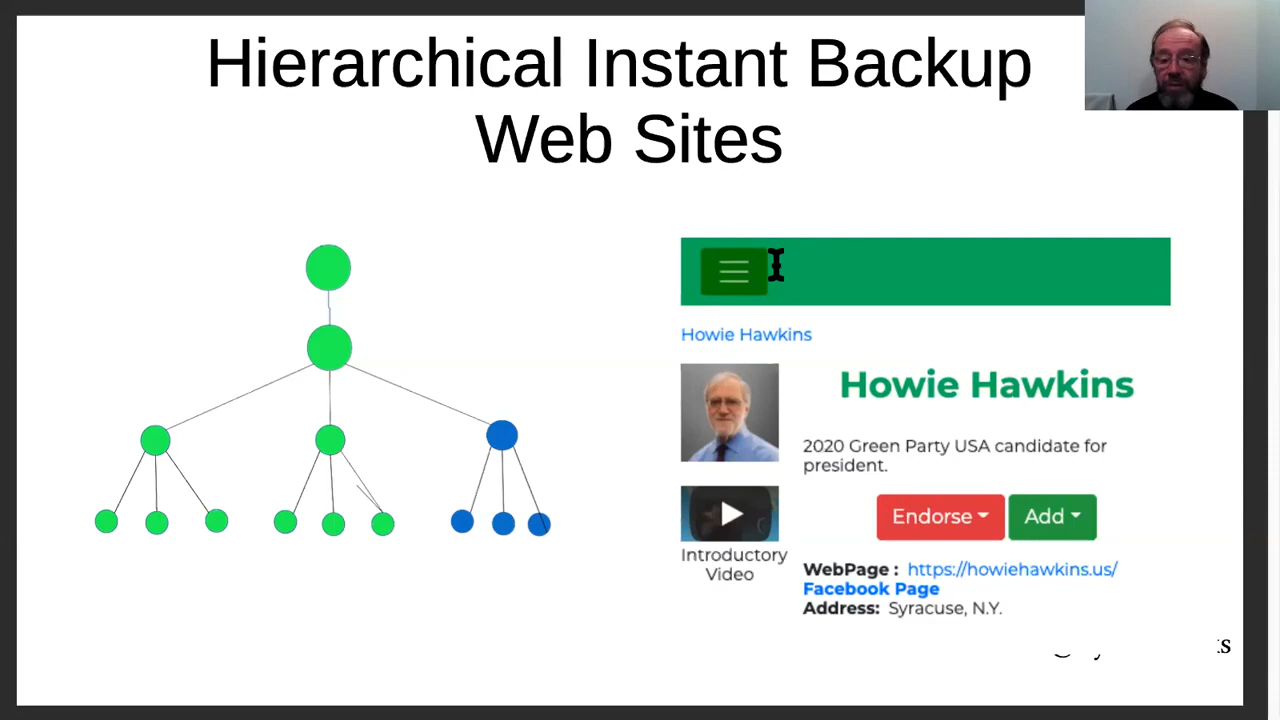 Hierarchical Instant Backup
Web Sites
Howie Hawkins
Howie Hawkins
2020 Green Party USA candidate for
president.
Endorse
Add
Introductory
Video
WebPage : https://howiehawkins.us/
Facebook Page
Address: Syracuse, N.Y.